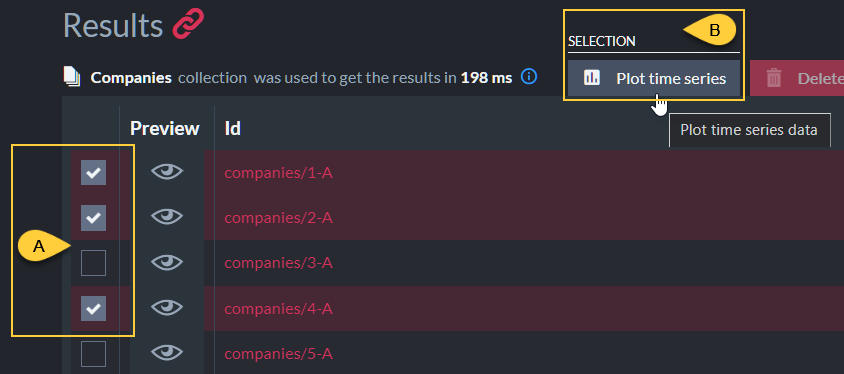 Results
B
SELECTION
Companies collection was used to get the results in 198 ms
Plot time series
Delete
Preview
Id
Plot time series data
companies/1-A
companies/2-A
A
companies/3-A
companies/4-A
companies/5-A